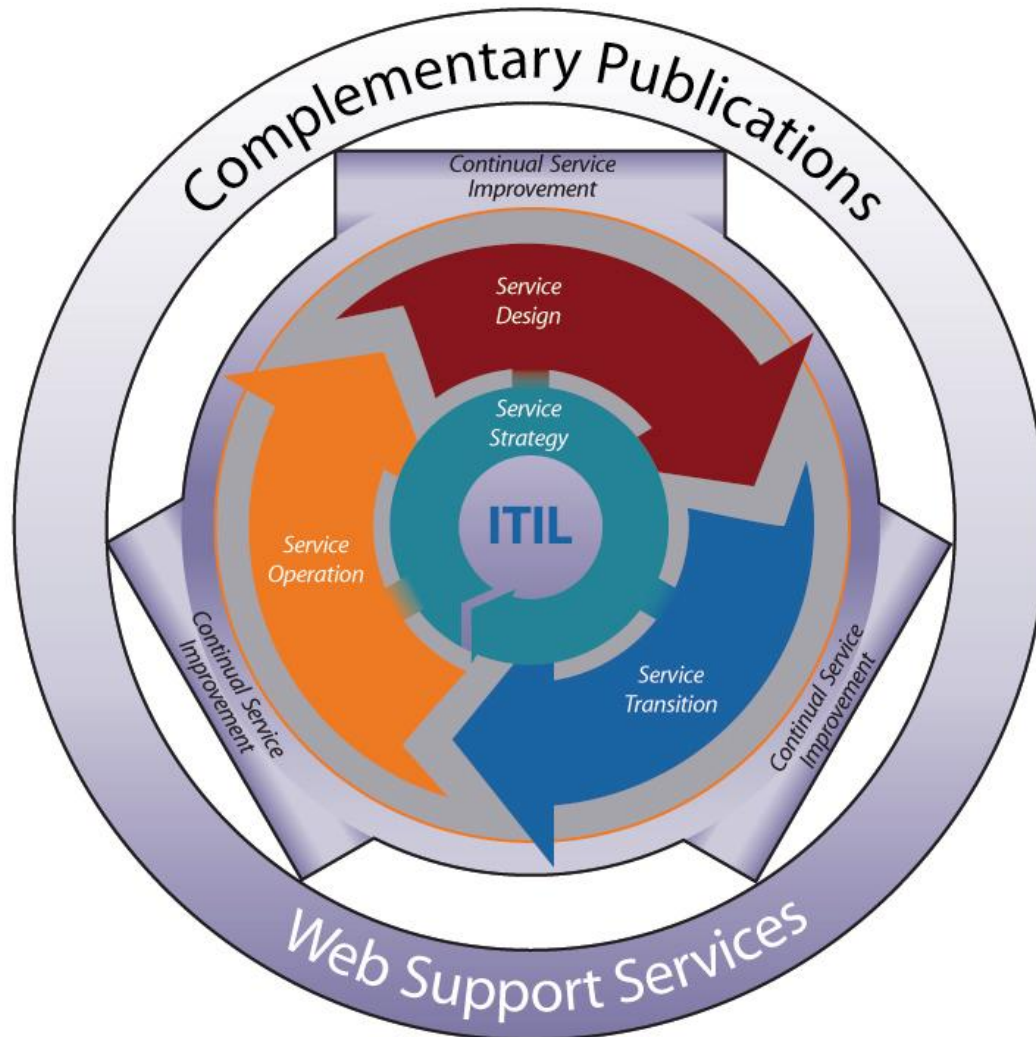 Complementary Publications
Continual Service
Improvement
Service
Design
Service
Strategy
ITIL
Service
Operation
Service
Transition
Continual Service
Improvement
Continual Service
Improvement
Web Support Services